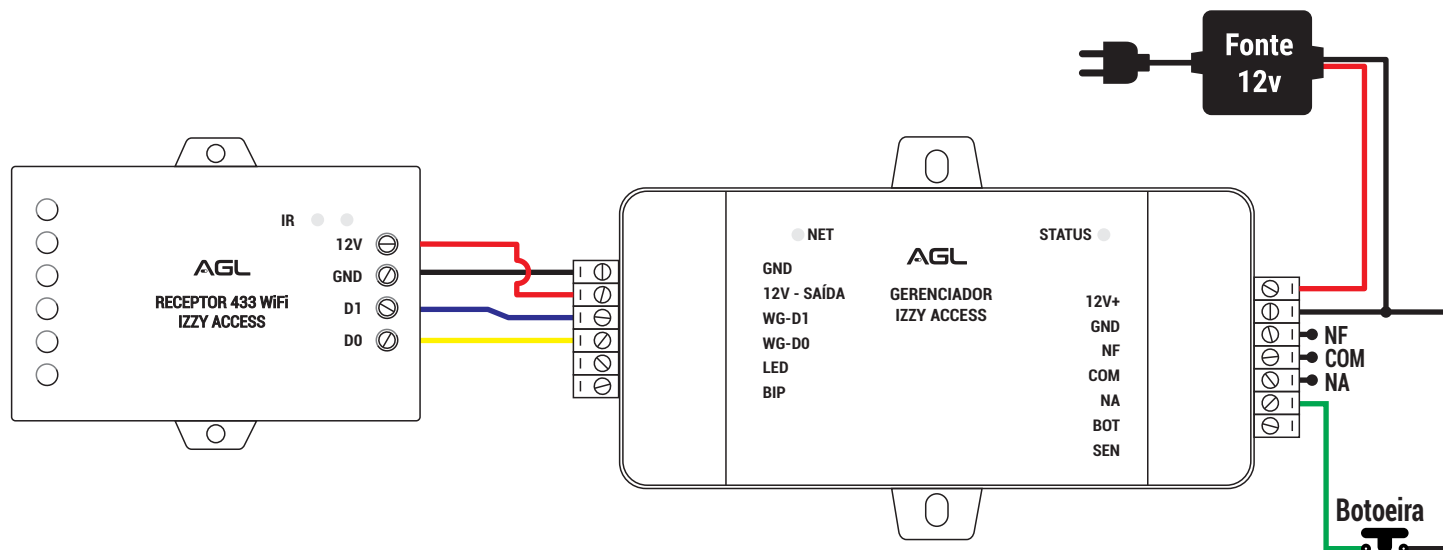 Fonte
12v
IR
12V
GND
D1
D0
AGL
RECEPTOR 433 WiFi
IZZY ACCESS
NET
STATUS
GND
12V - SAÍDA
WG-D1
WG-D0
LED
BIP
AGL
GERENCIADOR
IZZY ACCESS
12V+
GND
NF
COM
NA
BOT
SEN
NF
COM
NA
Botoeira